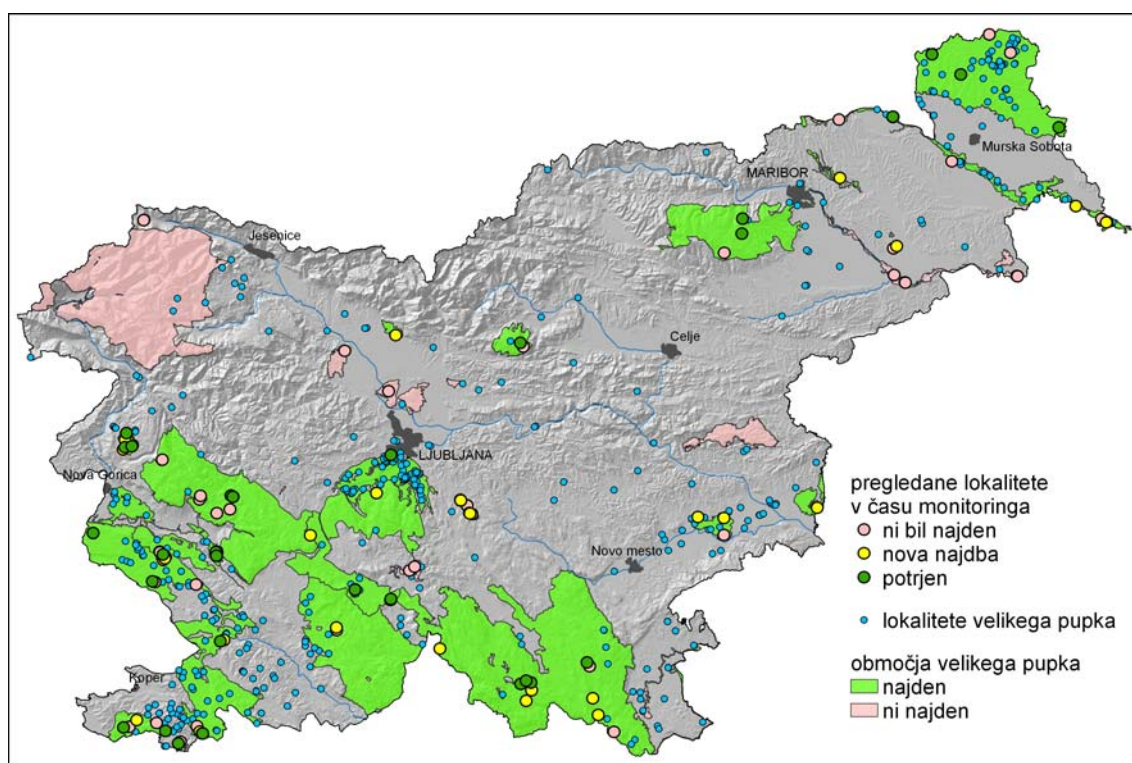 Murska Sobota
MARIBOR
Jesenice
Celje
LJUBLJANA
Nova Gorica
Novo mesto
Koper
pregledane lokalitete
v času monitoringa
ni bil najden
nova najdba
potrjen
lokalitete velikega pupka
območja velikega pupka
najden
ni najden